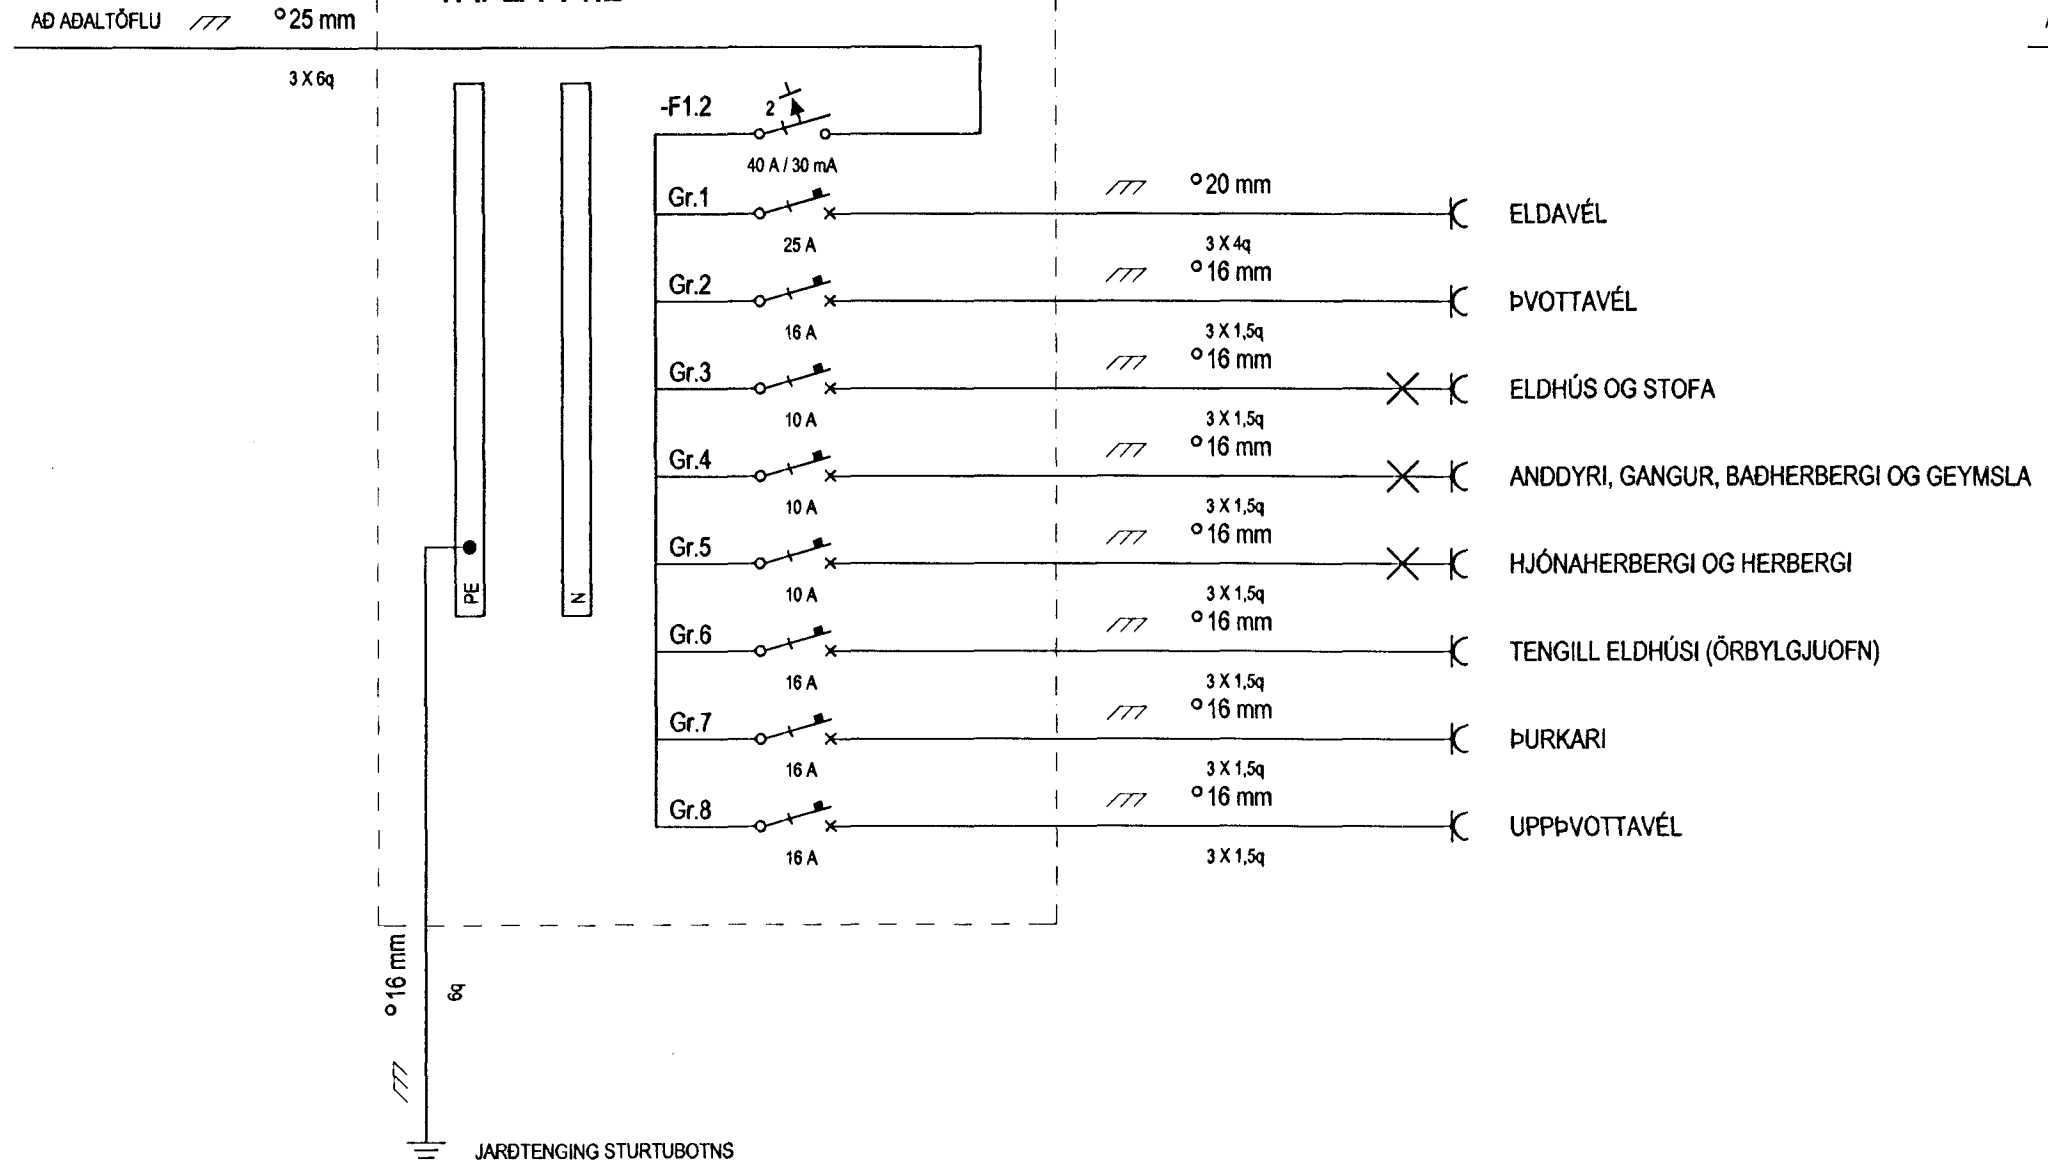 AÐ AÐALTÖFLU °25 mm
3 X 6q
-F1.2 2
40 A / 30 mA
Gr.1 °20 mm ELDAVÉL
25 A 3 X 4q
Gr.2 °16 mm ÞVOTTAVÉL
16 A 3 X 1,5q
Gr.3 °16 mm ELDHÚS OG STOFA
10 A 3 X 1,5q
Gr.4 °16 mm ANDDYRI, GANGUR, BAÐHERBERGI OG GEYMSLA
10 A 3 X 1,5q
Gr.5 °16 mm HJÓNAHERBERGI OG HERBERGI
10 A 3 X 1,5q
PE N
Gr.6 °16 mm TENGILL ELDHÚSI (ÖRBYLGJUOFN)
16 A 3 X 1,5q
Gr.7 °16 mm ÞURKARI
16 A 3 X 1,5q
Gr.8 °16 mm UPPÞVOTTAVÉL
16 A 3 X 1,5q
°16 mm 6q
JARÐTENGING STURTUBOTNS